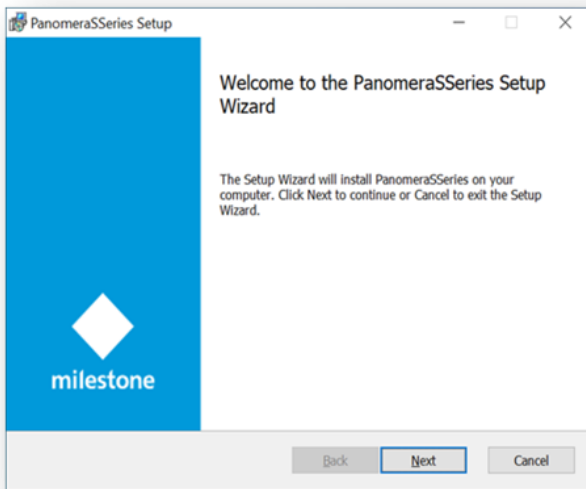 PanomeraSSeries Setup
Welcome to the PanomeraSSeries Setup
Wizard
The Setup Wizard will install PanomeraSSeries on your
computer. Click Next to continue or Cancel to exit the Setup
Wizard.
milestone
Back
Next
Cancel